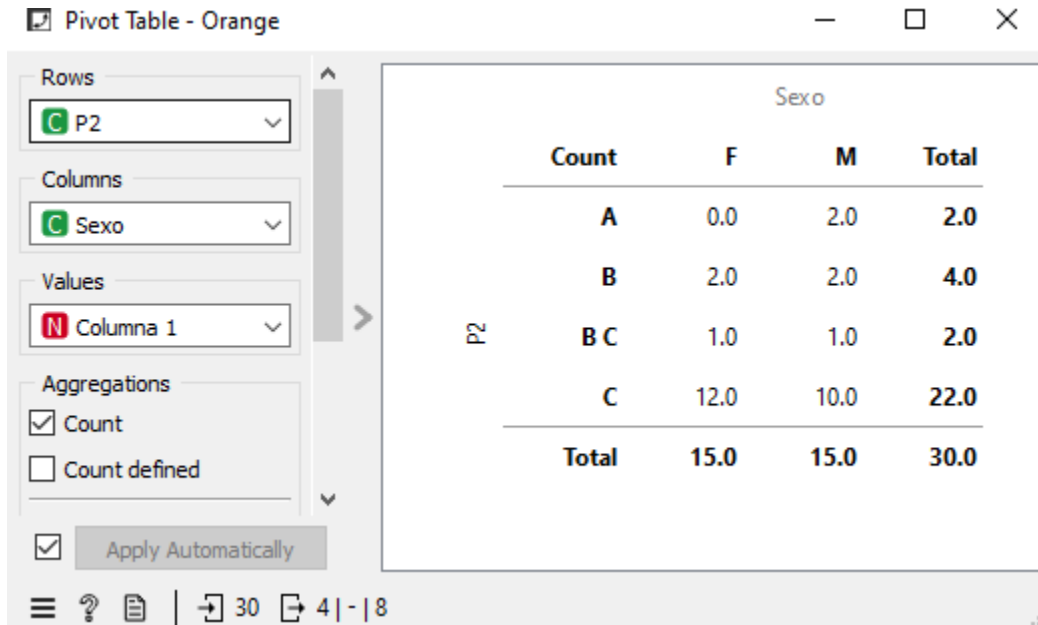 Pivot Table - Orange
Rows
C P2
Columns
C Sexo
Values
N Columna 1
Aggregations
Count
Count defined
Apply Automatically
30 4 | - | 8
Sexo
Count F M Total
A 0.0 2.0 2.0
B 2.0 2.0 4.0
P2
B C 1.0 1.0 2.0
C 12.0 10.0 22.0
Total 15.0 15.0 30.0